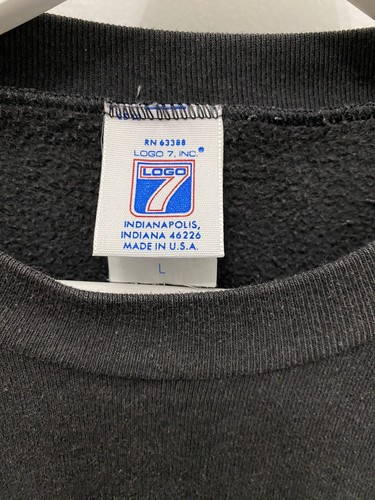 RN 63388
LOGO 7, INC.®
LOGO
7
INDIANAPOLIS,
INDIANA 46226
MADE IN U.S.A.
L